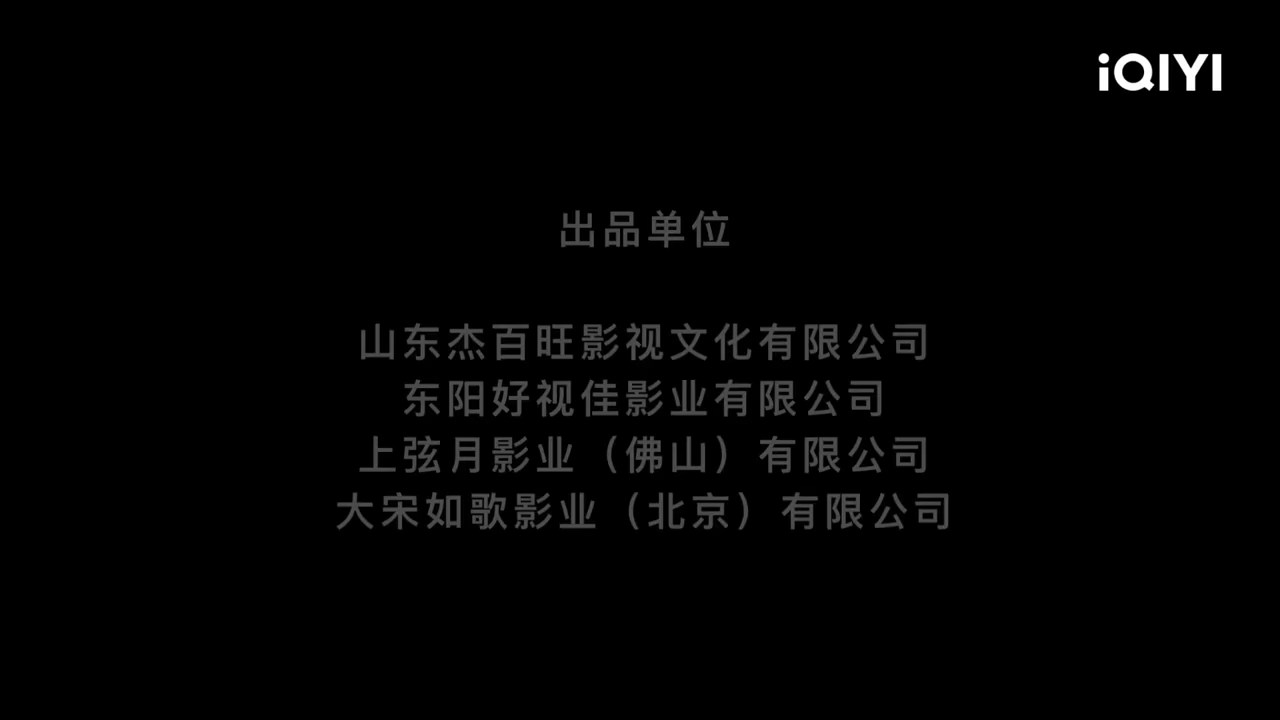 iQIYI
出品单位
山东杰百旺影视文化有限公司
东阳好视佳影业有限公司
上弦月影业（佛山）有限公司
大宋如歌影业（北京）有限公司